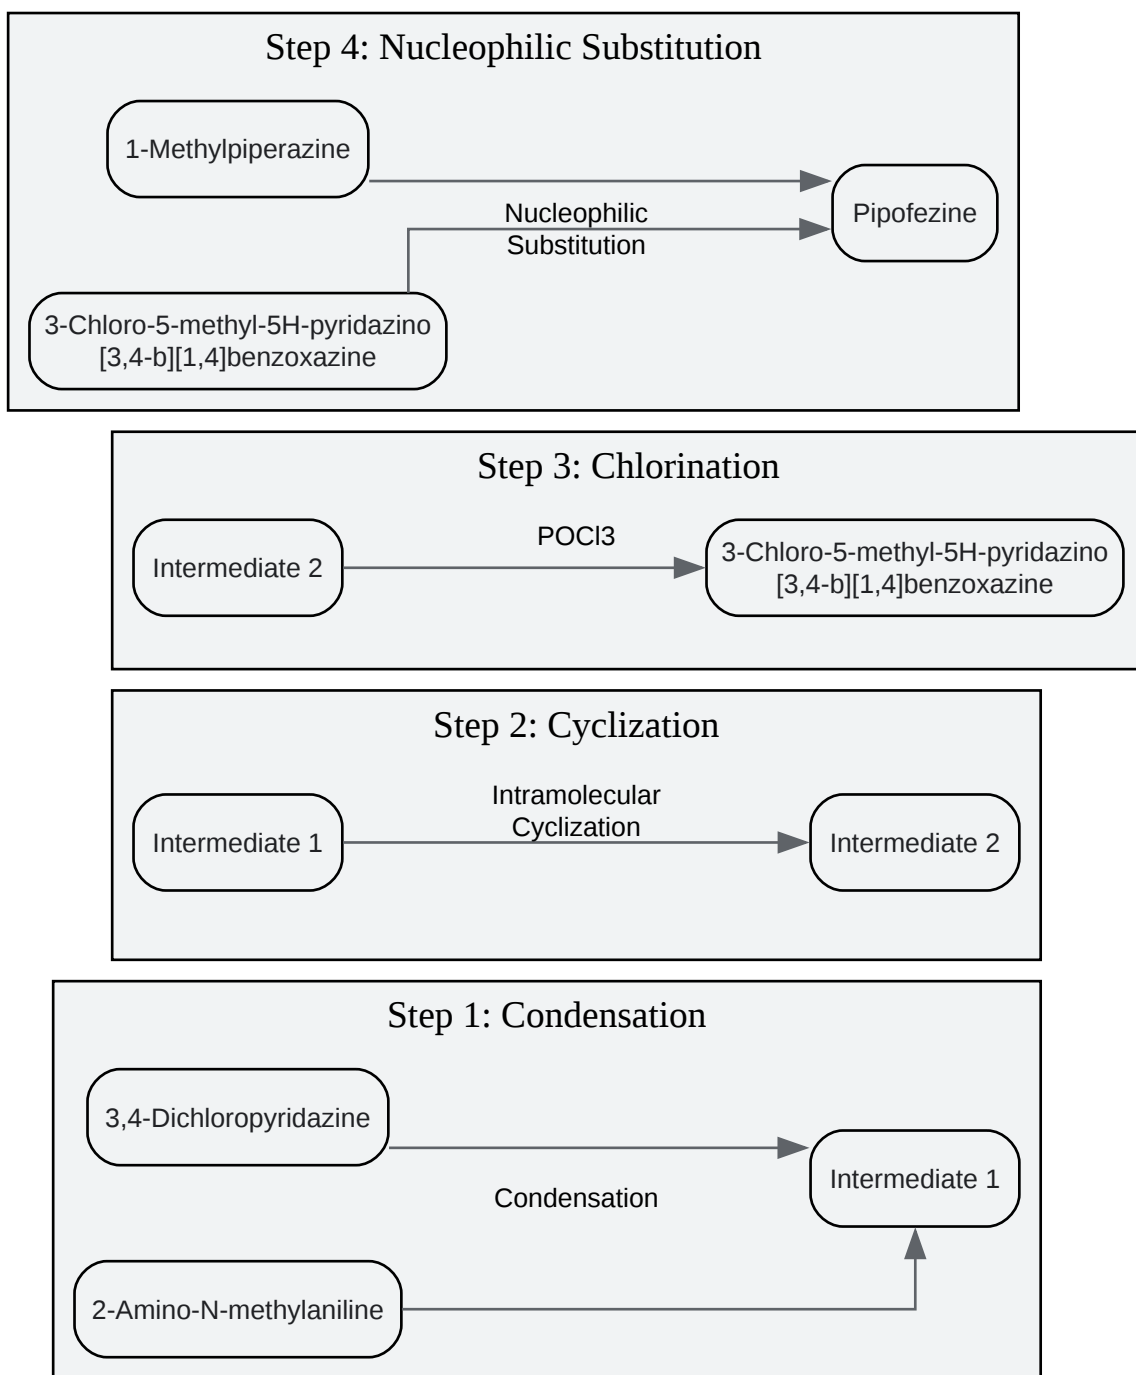 Step 4: Nucleophilic Substitution
1-Methylpiperazine
Nucleophilic
Substitution
Pipofezine
3-Chloro-5-methyl-5H-pyridazino
[3,4-b][1,4]benzoxazine
Step 3: Chlorination
Intermediate 2
POCl3
3-Chloro-5-methyl-5H-pyridazino
[3,4-b][1,4]benzoxazine
Step 2: Cyclization
Intermediate 1
Intramolecular
Cyclization
Intermediate 2
Step 1: Condensation
3,4-Dichloropyridazine
Condensation
Intermediate 1
2-Amino-N-methylaniline